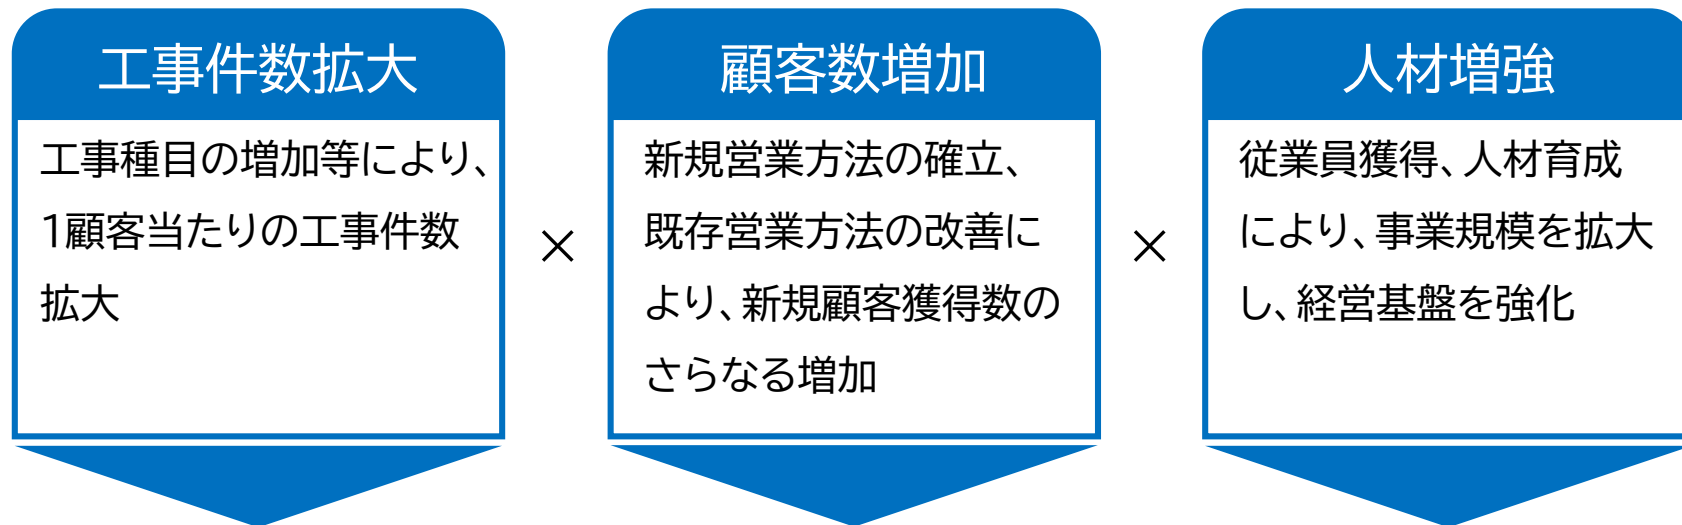 工事件数拡大
工事種目の増加等により、
1顧客当たりの工事件数
拡大
×
顧客数増加
新規営業方法の確立、
既存営業方法の改善に
より、新規顧客獲得数の
さらなる増加
×
人材増強
従業員獲得、人材育成
により、事業規模を拡大
し、経営基盤を強化